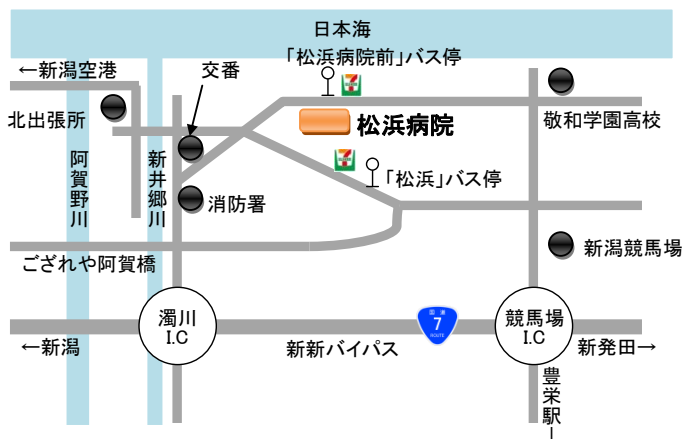 日本海
「松浜病院前」バス停
←新潟空港
交番
北出張所
松浜病院
敬和学園高校
阿賀野川
新井郷川
「松浜」バス停
消防署
新潟競馬場
ござれや阿賀橋
濁川
I.C
国道
7
ROUTE
競馬場
I.C
←新潟
新新バイパス
新発田→
豊栄駅